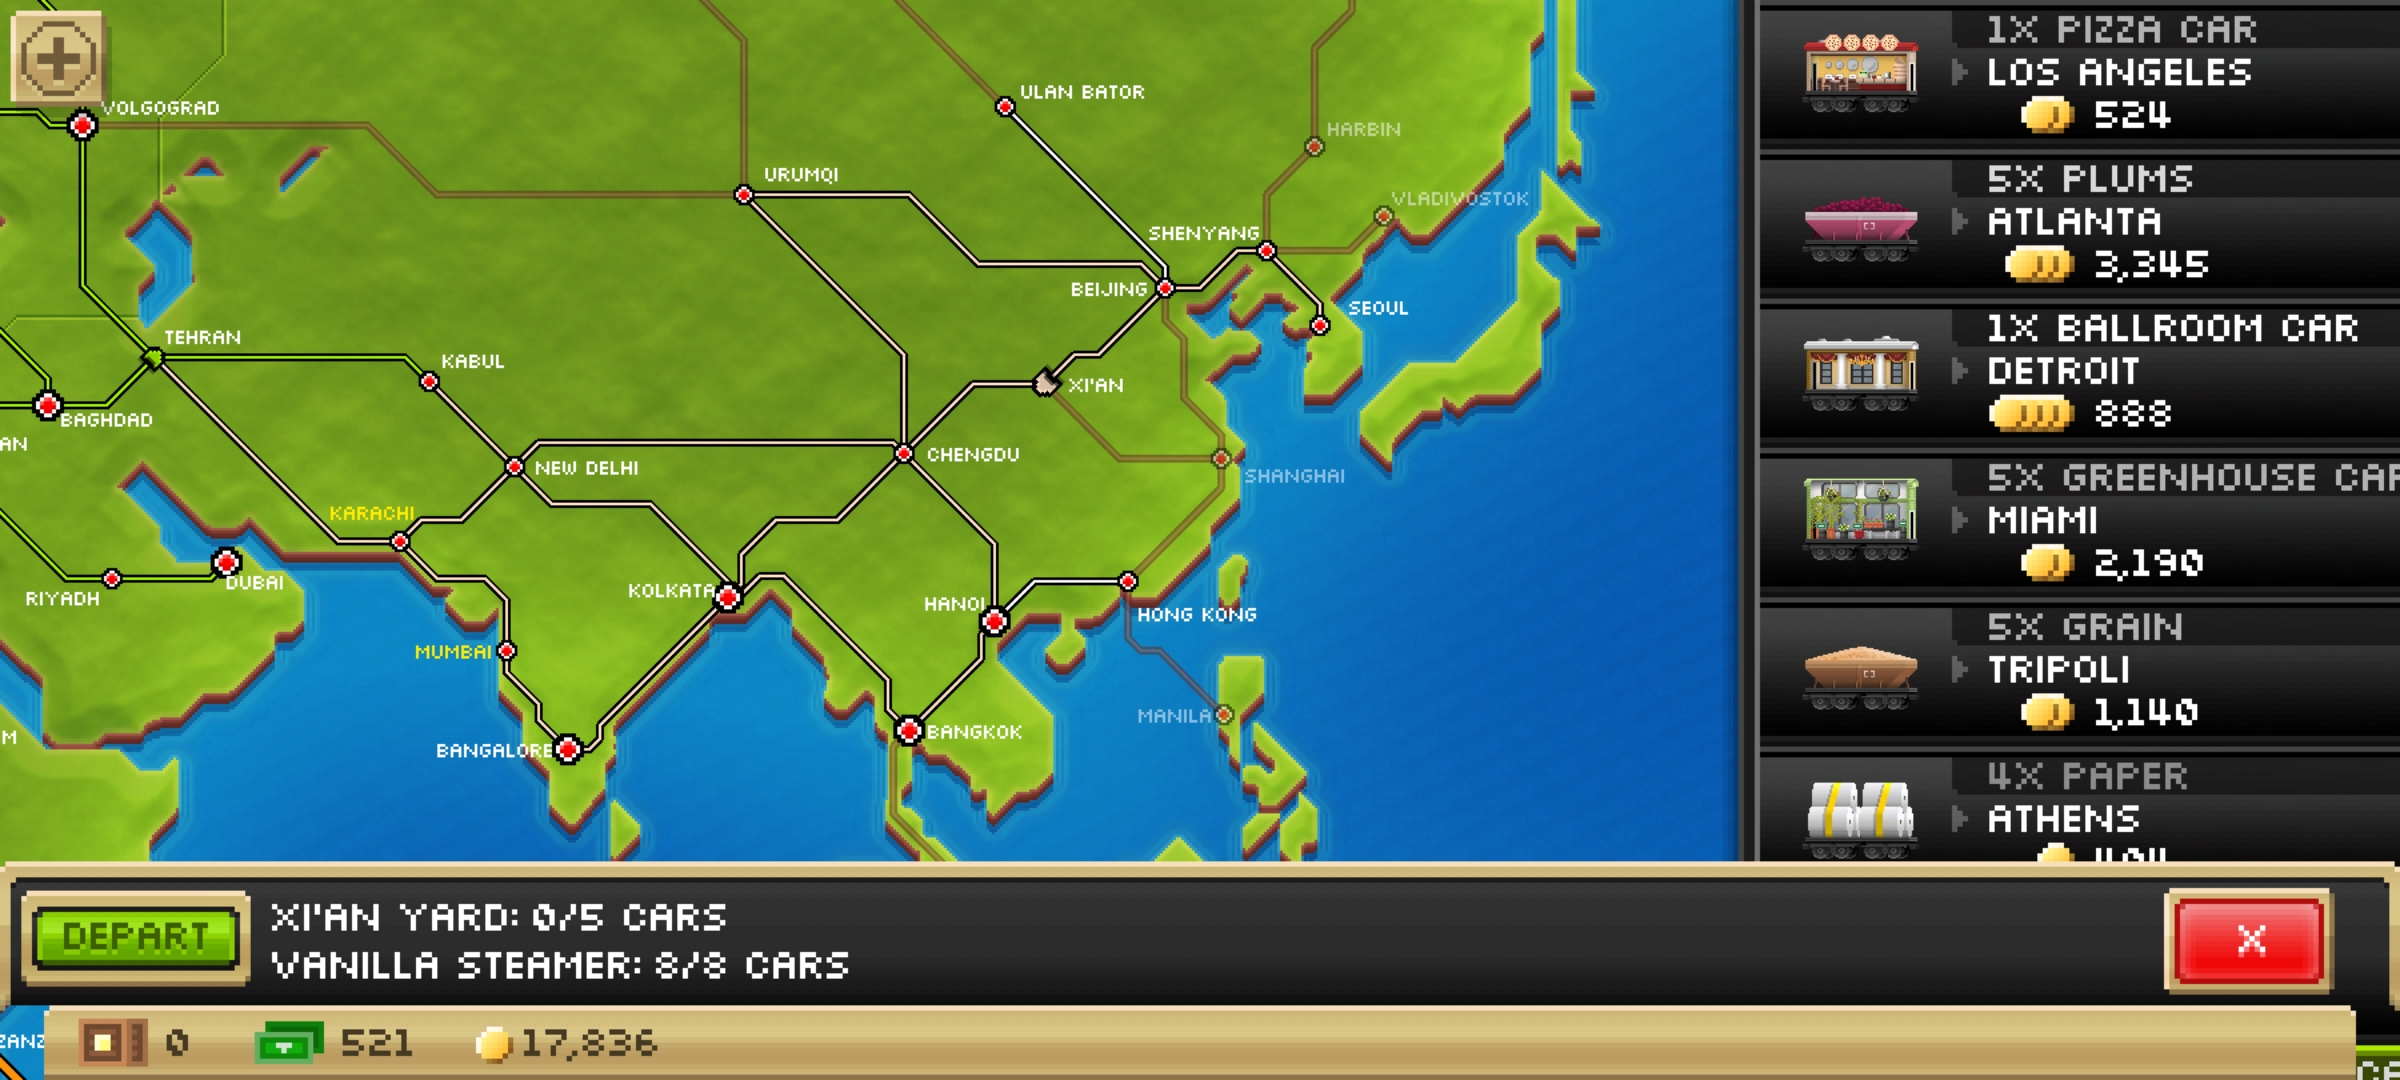 VOLGOGRAD
ULAN BATOR
HARBIN
URUMQI
VLADIVOSTOK
SHENYANG
BEIJING
SEOUL
TEHRAN
KABUL
XI'AN
BAGHDAD
AN
NEW DELHI
CHENGDU
SHANGHAI
KARACHI
DUBAI
RIYADH
KOLKATA
HANOI
HONG KONG
MUMBAI
MANILA
M
BANGALORE
BANGKOK
1X PIZZA CAR
LOS ANGELES
524
5X PLUMS
ATLANTA
3,345
1X BALLROOM CAR
DETROIT
888
5X GREENHOUSE CAR
MIAMI
2,190
5X GRAIN
TRIPOLI
1,140
4X PAPER
ATHENS
DEPART
XI'AN YARD: 0/5 CARS
VANILLA STEAMER: 8/8 CARS
X
ZANZ
0
521
17,836